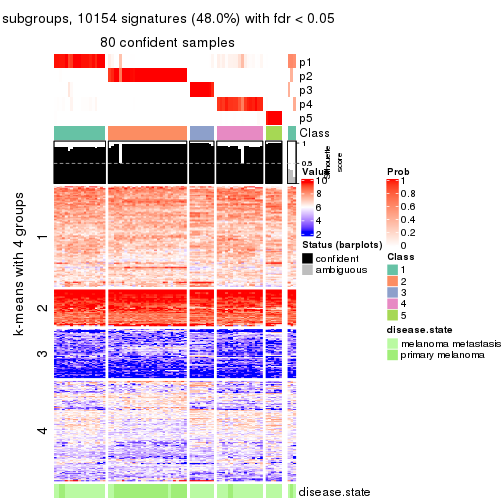 subgroups, 10154 signatures (48.0%) with fdr < 0.05
80 confident samples
p1
p2
p3
p4
p5
Class
1
0.5
0
Silhouette
score
k-means with 4 groups
1
2
3
4
disease.state
Value
10
8
6
4
2
Status (barplots)
confident
ambiguous
Prob
1
0.8
0.6
0.4
0.2
0
Class
1
2
3
4
5
disease.state
melanoma metastasis
primary melanoma